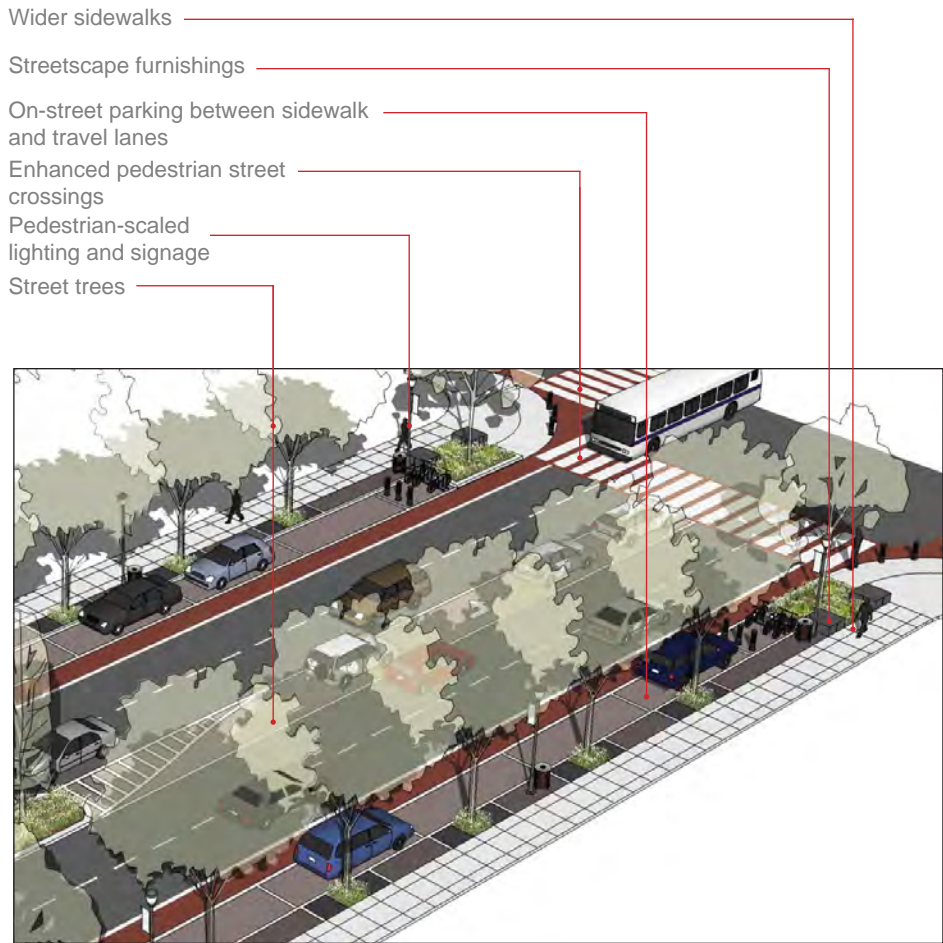 Wider sidewalks
Streetscape furnishings
On-street parking between sidewalk
and travel lanes
Enhanced pedestrian street
crossings
Pedestrian-scaled
lighting and signage
Street trees